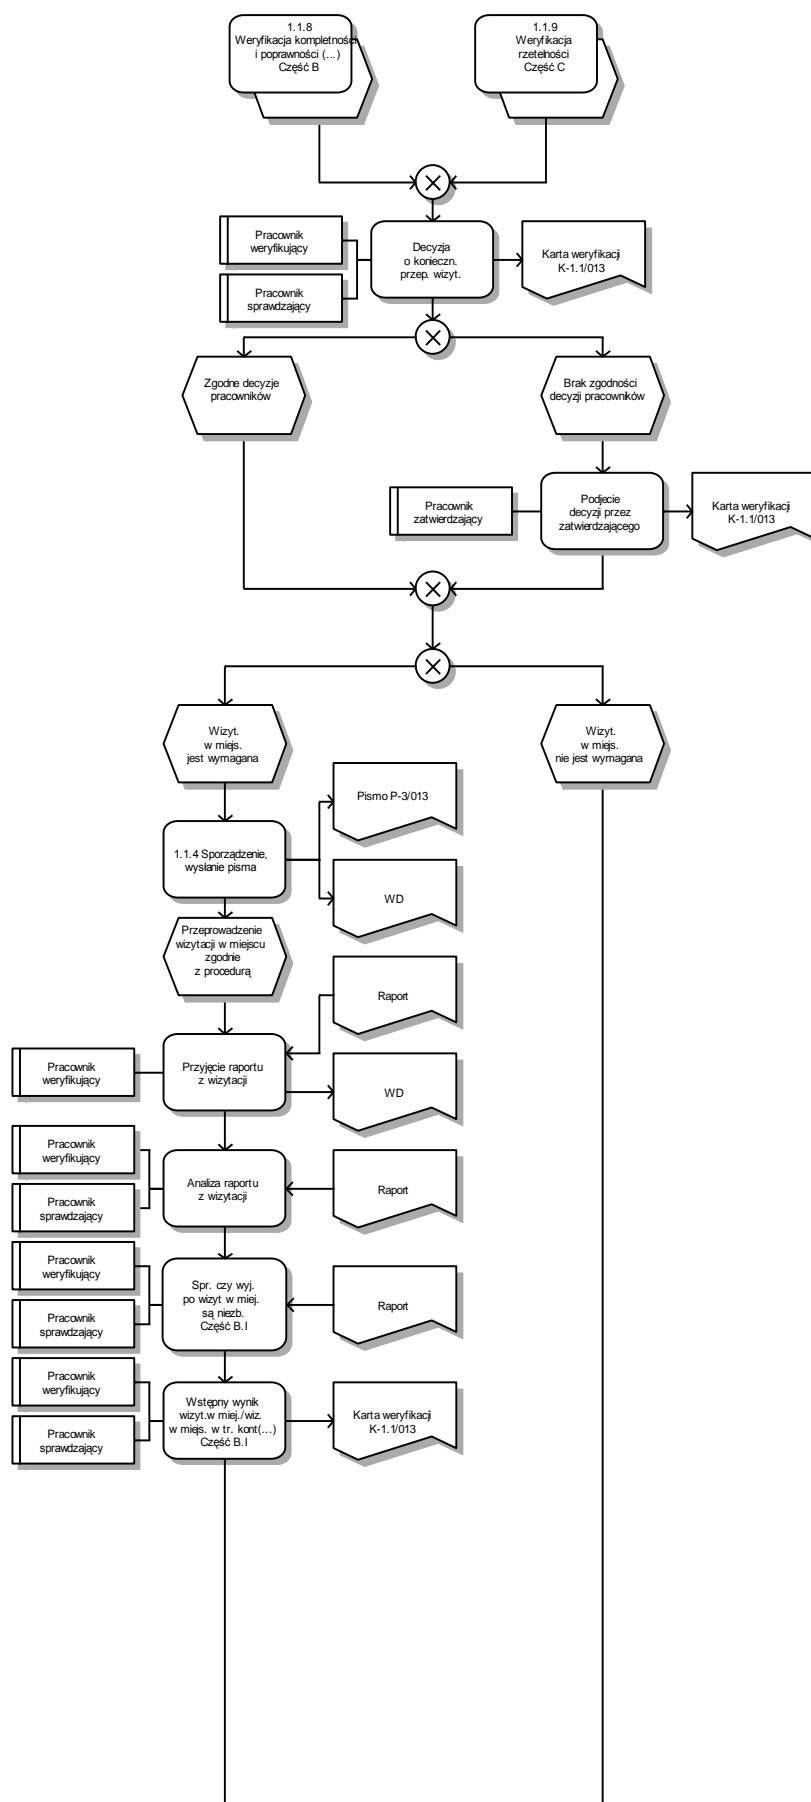 1.1.8
Weryfikacja kompletności
i poprawności (...)
Część B
1.1.9
Weryfikacja
rzetelności
Część C
Pracownik
weryfikujący
Pracownik
sprawdzający
Decyzja
o konieczn.
przep. wizyt.
Karta weryfikacji
K-1.1/013
Zgodne decyzje
pracowników
Brak zgodności
decyzji pracowników
Pracownik
zatwierdzający
Podjecie
decyzji przez
zatwierdzającego
Karta weryfikacji
K-1.1/013
Wizyt.
w miejs.
jest wymagana
Wizyt.
w miejs.
nie jest wymagana
Pismo P-3/013
1.1.4 Sporządzenie,
wysłanie pisma
WD
Przeprowadzenie
wizytacji w miejscu
zgodnie
z procedurą
Raport
Pracownik
weryfikujący
Przyjęcie raportu
z wizytacji
WD
Pracownik
weryfikujący
Pracownik
sprawdzający
Analiza raportu
z wizytacji
Raport
Pracownik
weryfikujący
Pracownik
sprawdzający
Spr. czy wyj.
po wizyt w miej.
są niezb.
Część B.I
Raport
Pracownik
weryfikujący
Pracownik
sprawdzający
Wstępny wynik
wizyt.w miej./wiz.
w miejs. w tr. kont(...)
Część B.I
Karta weryfikacji
K-1.1/013